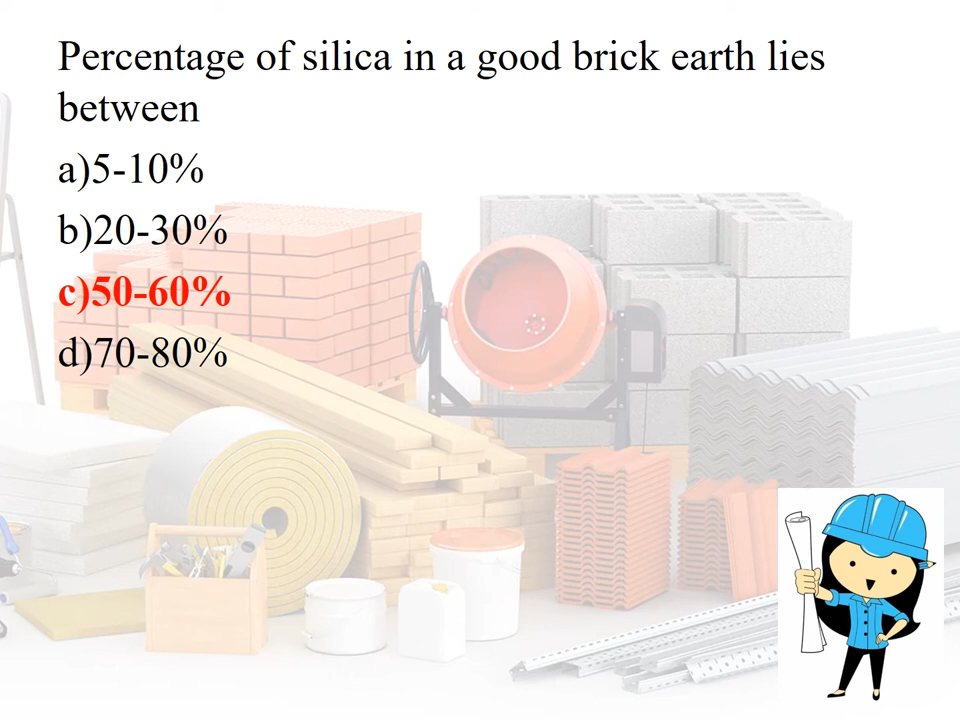 Percentage of silica in a good brick earth lies
between
a)5-10%
b)20-30%
c)50-60%
d)70-80%